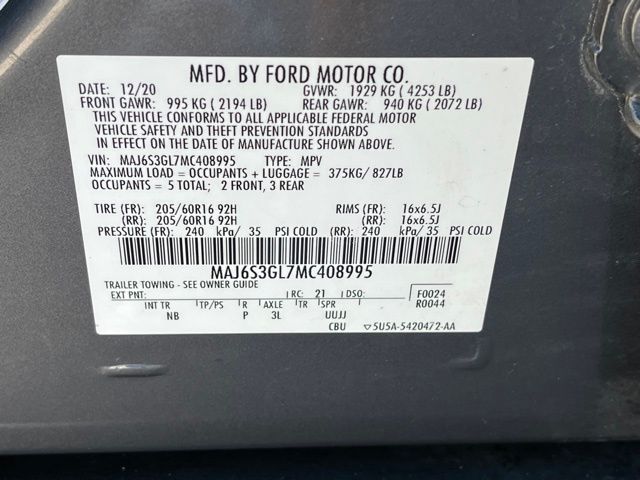 MFD. BY FORD MOTOR CO.
DATE: 12/20 GVWR: 1929 KG ( 4253 LB)
FRONT GAWR: 995 KG ( 2194 LB) REAR GAWR: 940 KG ( 2072 LB)
THIS VEHICLE CONFORMS TO ALL APPLICABLE FEDERAL MOTOR
VEHICLE SAFETY AND THEFT PREVENTION STANDARDS
IN EFFECT ON THE DATE OF MANUFACTURE SHOWN ABOVE.
VIN: MAJ6S3GL7MC408995 TYPE: MPV
MAXIMUM LOAD = OCCUPANTS + LUGGAGE = 375KG/ 827LB
OCCUPANTS = 5 TOTAL; 2 FRONT, 3 REAR
TIRE (FR): 205/60R16 92H RIMS (FR): 16x6.5J
(RR): 205/60R16 92H (RR): 16x6.5J
PRESSURE (FR): 240 kPa/ 35 PSI COLD (RR): 240 kPa/ 35 PSI COLD
MAJ6S3GL7MC408995
TRAILER TOWING - SEE OWNER GUIDE
EXT PNT: RC: 21 DSO: F0024
INT TR TP/PS R AXLE TR SPR R0044
NB P 3L UUJJ
CBU ▽5U5A-5420472-AA